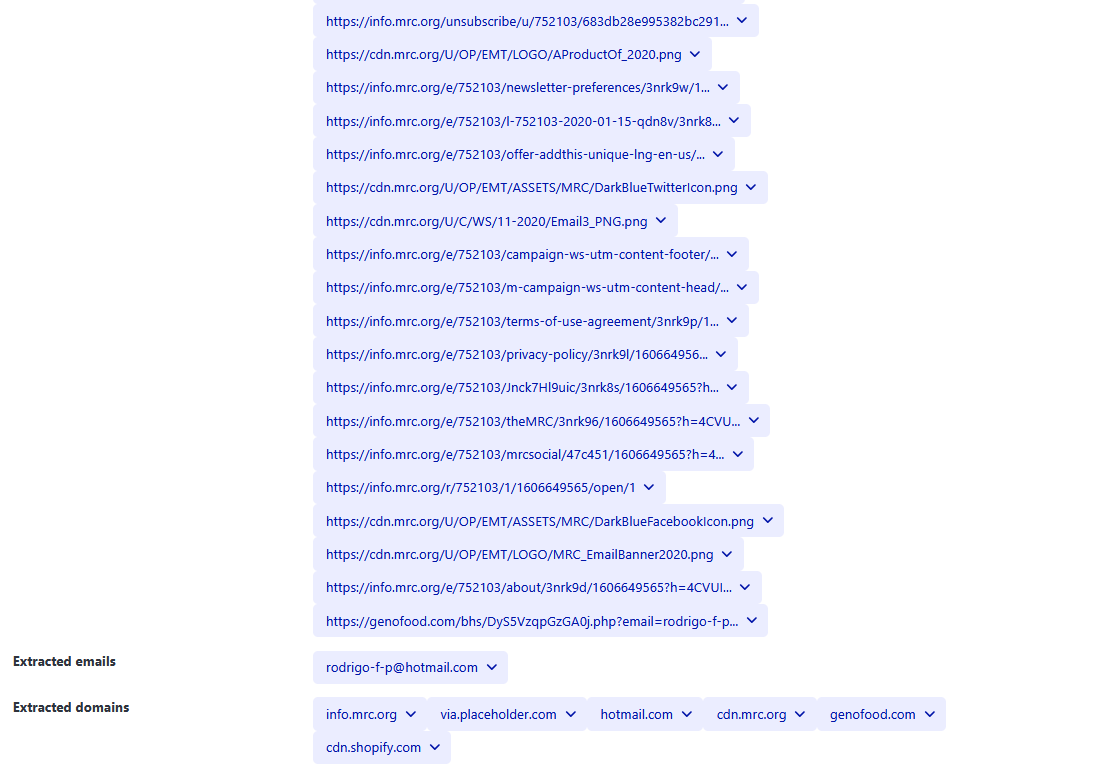 https://info.mrc.org/unsubscribe/u/752103/683db28e995382bc291...
https://cdn.mrc.org/U/OP/EMT/LOGO/AProductOf_2020.png
https://info.mrc.org/e/752103/newsletter-preferences/3nrk9w/1...
https://info.mrc.org/e/752103/l-752103-2020-01-15-qdn8v/3nrk8...
https://info.mrc.org/e/752103/offer-addthis-unique-lng-en-us/...
https://cdn.mrc.org/U/OP/EMT/ASSETS/MRC/DarkBlueTwitterIcon.png
https://cdn.mrc.org/U/C/WS/11-2020/Email3_PNG.png
https://info.mrc.org/e/752103/campaign-ws-utm-content-footer/...
https://info.mrc.org/e/752103/m-campaign-ws-utm-content-head/...
https://info.mrc.org/e/752103/terms-of-use-agreement/3nrk9p/1...
https://info.mrc.org/e/752103/privacy-policy/3nrk9l/160664956...
https://info.mrc.org/e/752103/Jnck7Hl9uic/3nrk8s/1606649565?h...
https://info.mrc.org/e/752103/theMRC/3nrk96/1606649565?h=4CVU...
https://info.mrc.org/e/752103/mrcsocial/47c451/1606649565?h=4...
https://info.mrc.org/r/752103/1/1606649565/open/1
https://cdn.mrc.org/U/OP/EMT/ASSETS/MRC/DarkBlueFacebookIcon.png
https://cdn.mrc.org/U/OP/EMT/LOGO/MRC_EmailBanner2020.png
https://info.mrc.org/e/752103/about/3nrk9d/1606649565?h=4CVUI...
https://genofood.com/bhs/DyS5VzqpGzGA0j.php?email=rodrigo-f-p...
Extracted emails
rodrigo-f-p@hotmail.com
Extracted domains
info.mrc.org via.placeholder.com hotmail.com cdn.mrc.org genofood.com
cdn.shopify.com